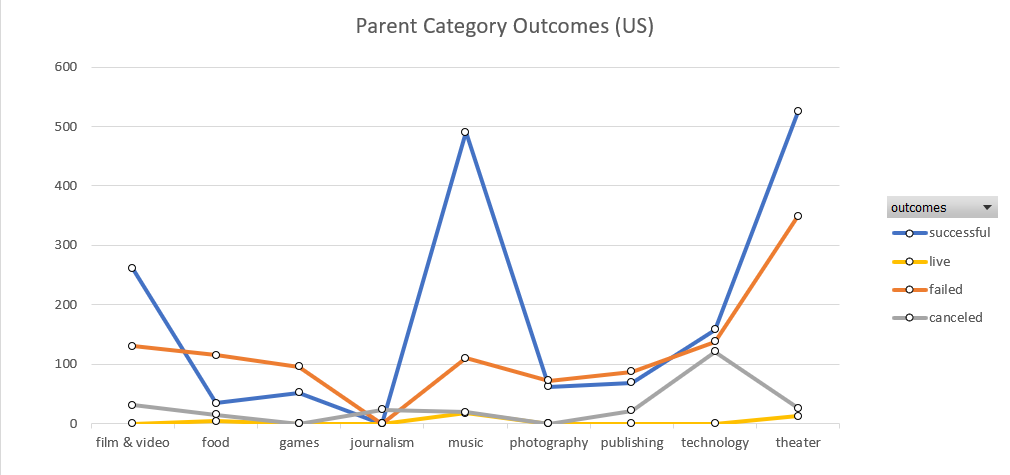 Parent Category Outcomes (US)
600
500
400
300
200
100
0
film & video food games journalism music photography publishing technology theater
outcomes
successful
live
failed
canceled